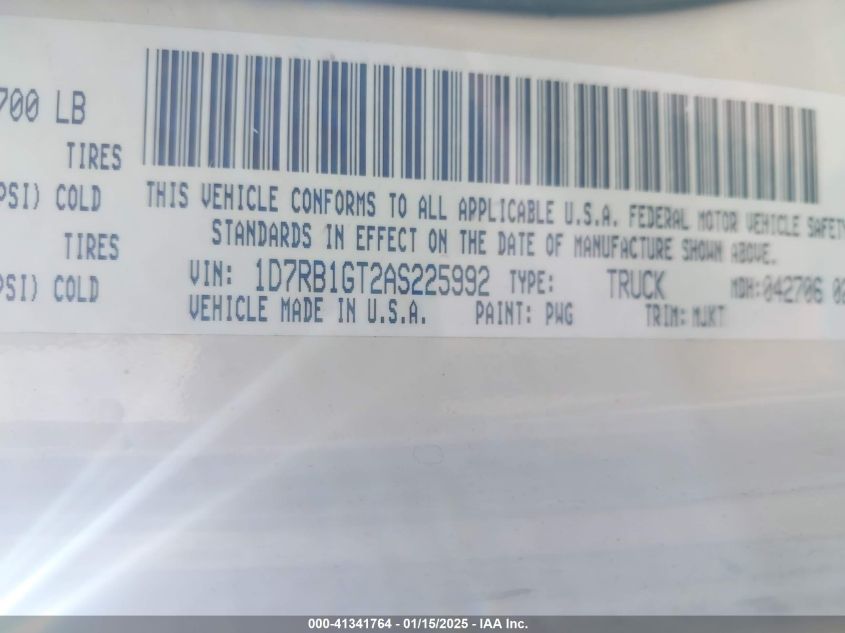 700 LB
TIRES
PSI) COLD
TIRES
PSI) COLD
THIS VEHICLE CONFORMS TO ALL APPLICABLE U.S.A. FEDERAL MOTOR VEHICLE SAFETY
STANDARDS IN EFFECT ON THE DATE OF MANUFACTURE SHOWN ABOVE.
VIN: 1D7RB1GT2AS225992 TYPE: TRUCK MDH: 042706 02
VEHICLE MADE IN U.S.A. PAINT: PWG TRIM: MJKT
000-41341764 - 01/15/2025 - IAA Inc.